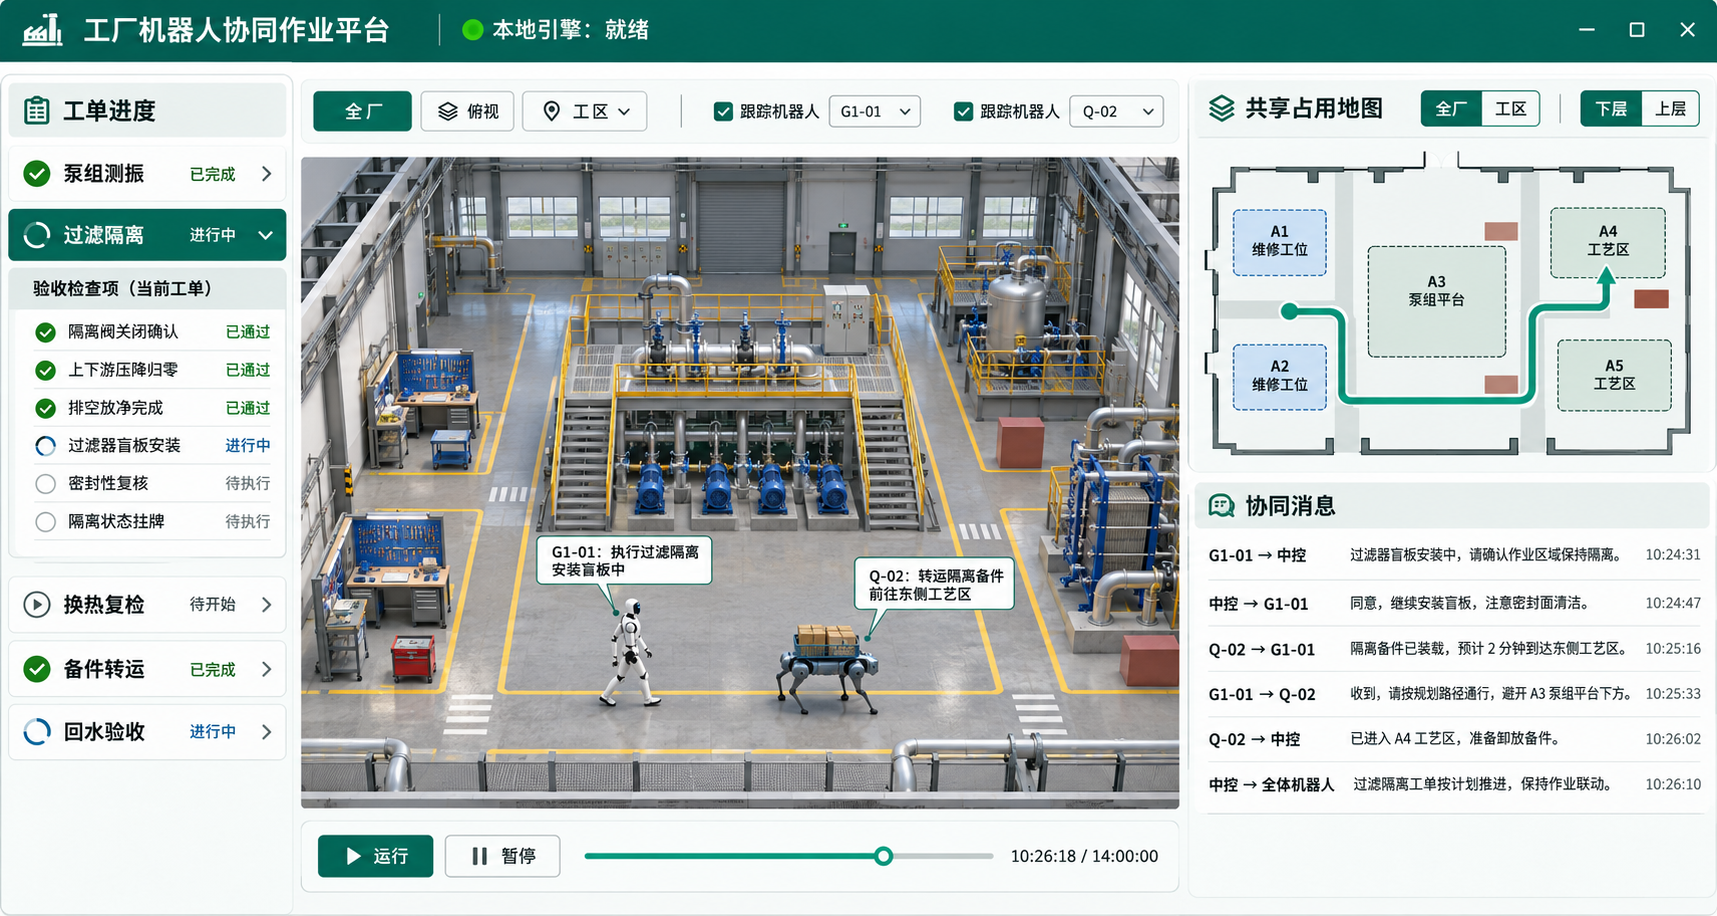 工厂机器人协同作业平台
本地引擎：就绪
工单进度
泵组测振 已完成
过滤隔离 进行中
验收检查项（当前工单）
隔离阀关闭确认 已通过
上下游压降归零 已通过
排空放净完成 已通过
过滤器盲板安装 进行中
密封性复核 待执行
隔离状态挂牌 待执行
换热复检 待开始
备件转运 已完成
回水验收 进行中
全厂 俯视 工区 跟踪机器人 G1-01 跟踪机器人 Q-02
G1-01：执行过滤隔离
安装盲板中
Q-02：转运隔离备件
前往东侧工艺区
运行 暂停 10:26:18 / 14:00:00
共享占用地图 全厂 工区 下层 上层
A1
维修工位
A2
维修工位
A3
泵组平台
A4
工艺区
A5
工艺区
协同消息
G1-01 → 中控 过滤器盲板安装中，请确认作业区域保持隔离。 10:24:31
中控 → G1-01 同意，继续安装盲板，注意密封面清洁。 10:24:47
Q-02 → G1-01 隔离备件已装载，预计 2 分钟到达东侧工艺区。 10:25:16
G1-01 → Q-02 收到，请按规划路径通行，避开 A3 泵组平台下方。 10:25:33
Q-02 → 中控 已进入 A4 工艺区，准备卸放备件。 10:26:02
中控 → 全体机器人 过滤隔离工单按计划推进，保持作业联动。 10:26:10